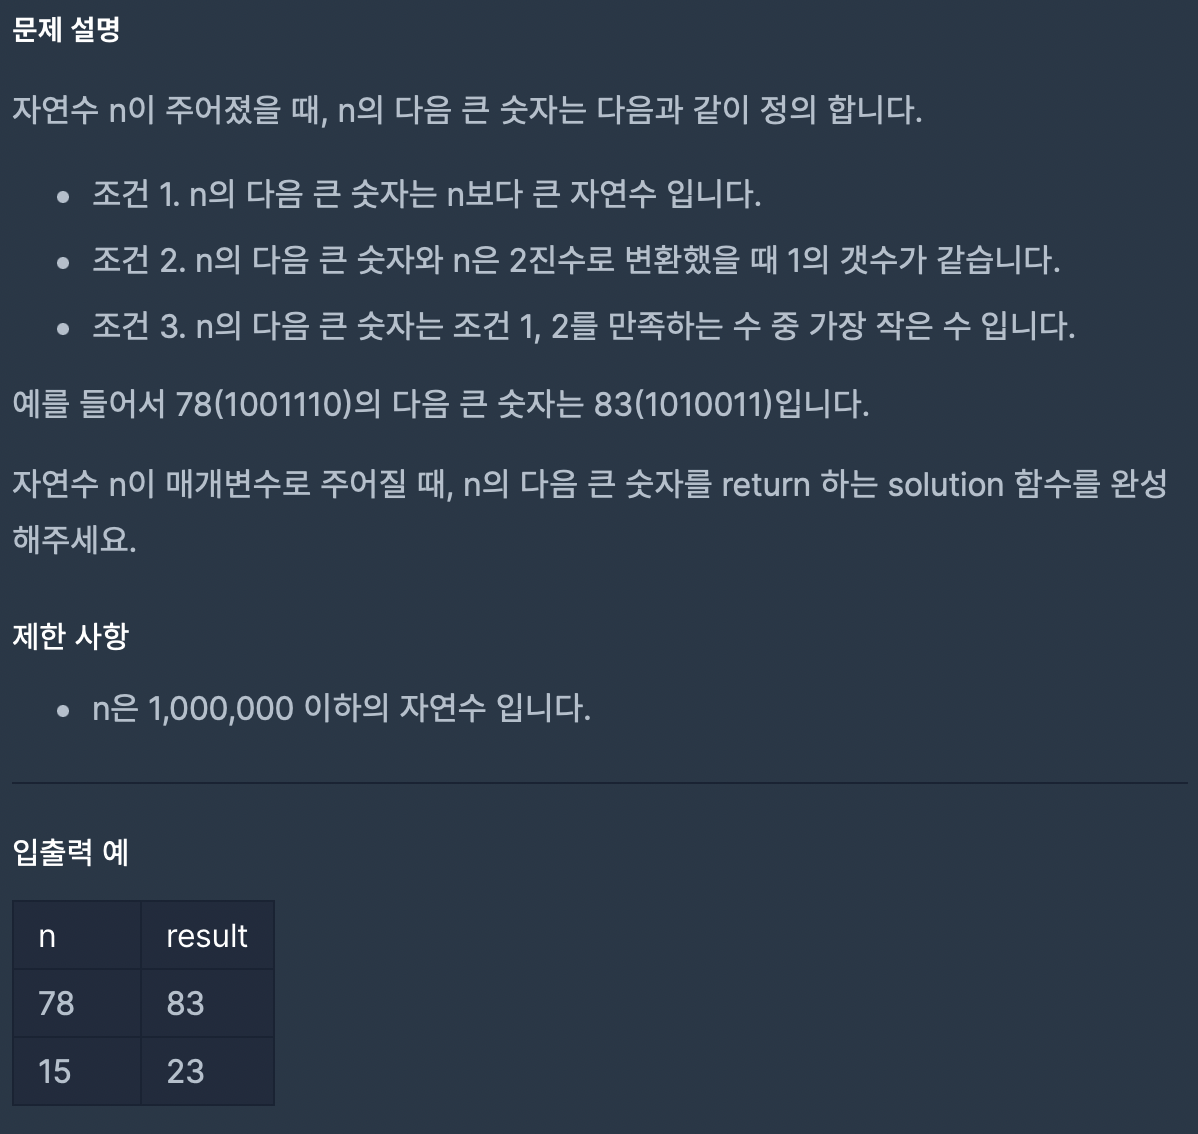 문제 설명
자연수 n이 주어졌을 때, n의 다음 큰 숫자는 다음과 같이 정의 합니다.
• 조건 1. n의 다음 큰 숫자는 n보다 큰 자연수 입니다.
• 조건 2. n의 다음 큰 숫자와 n은 2진수로 변환했을 때 1의 갯수가 같습니다.
• 조건 3. n의 다음 큰 숫자는 조건 1, 2를 만족하는 수 중 가장 작은 수 입니다.
예를 들어서 78(1001110)의 다음 큰 숫자는 83(1010011)입니다.
자연수 n이 매개변수로 주어질 때, n의 다음 큰 숫자를 return 하는 solution 함수를 완성
해주세요.
제한 사항
• n은 1,000,000 이하의 자연수 입니다.
입출력 예
n result
78 83
15 23